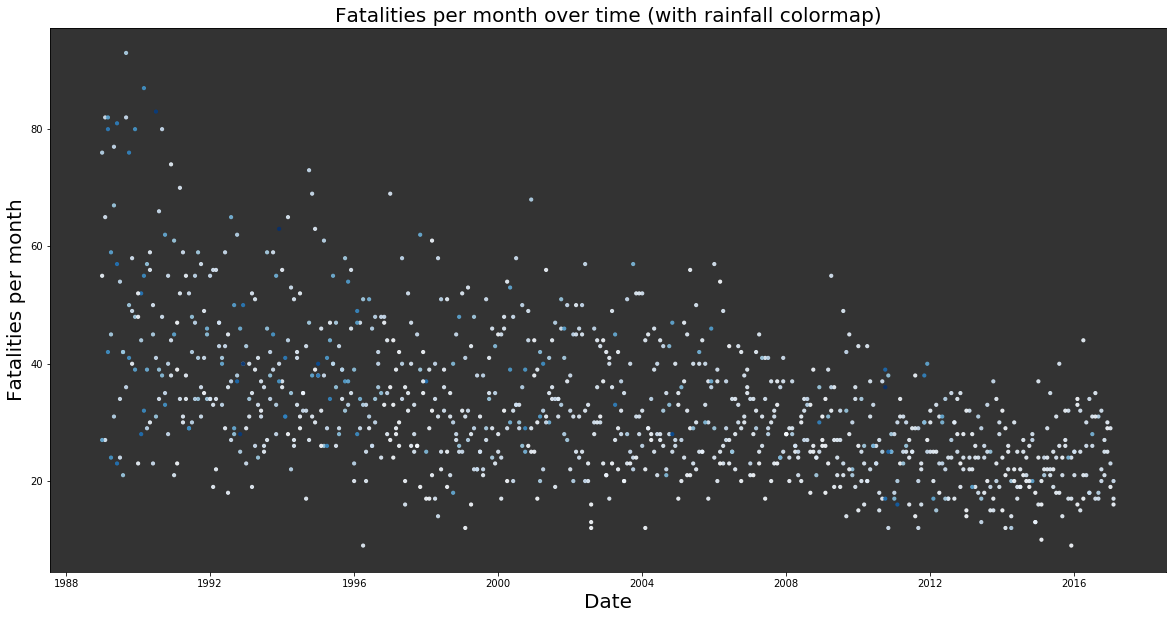 Fatalities per month over time (with rainfall colormap)
Fatalities per month
80
60
40
20
1988 1992 1996 2000 2004 2008 2012 2016
Date